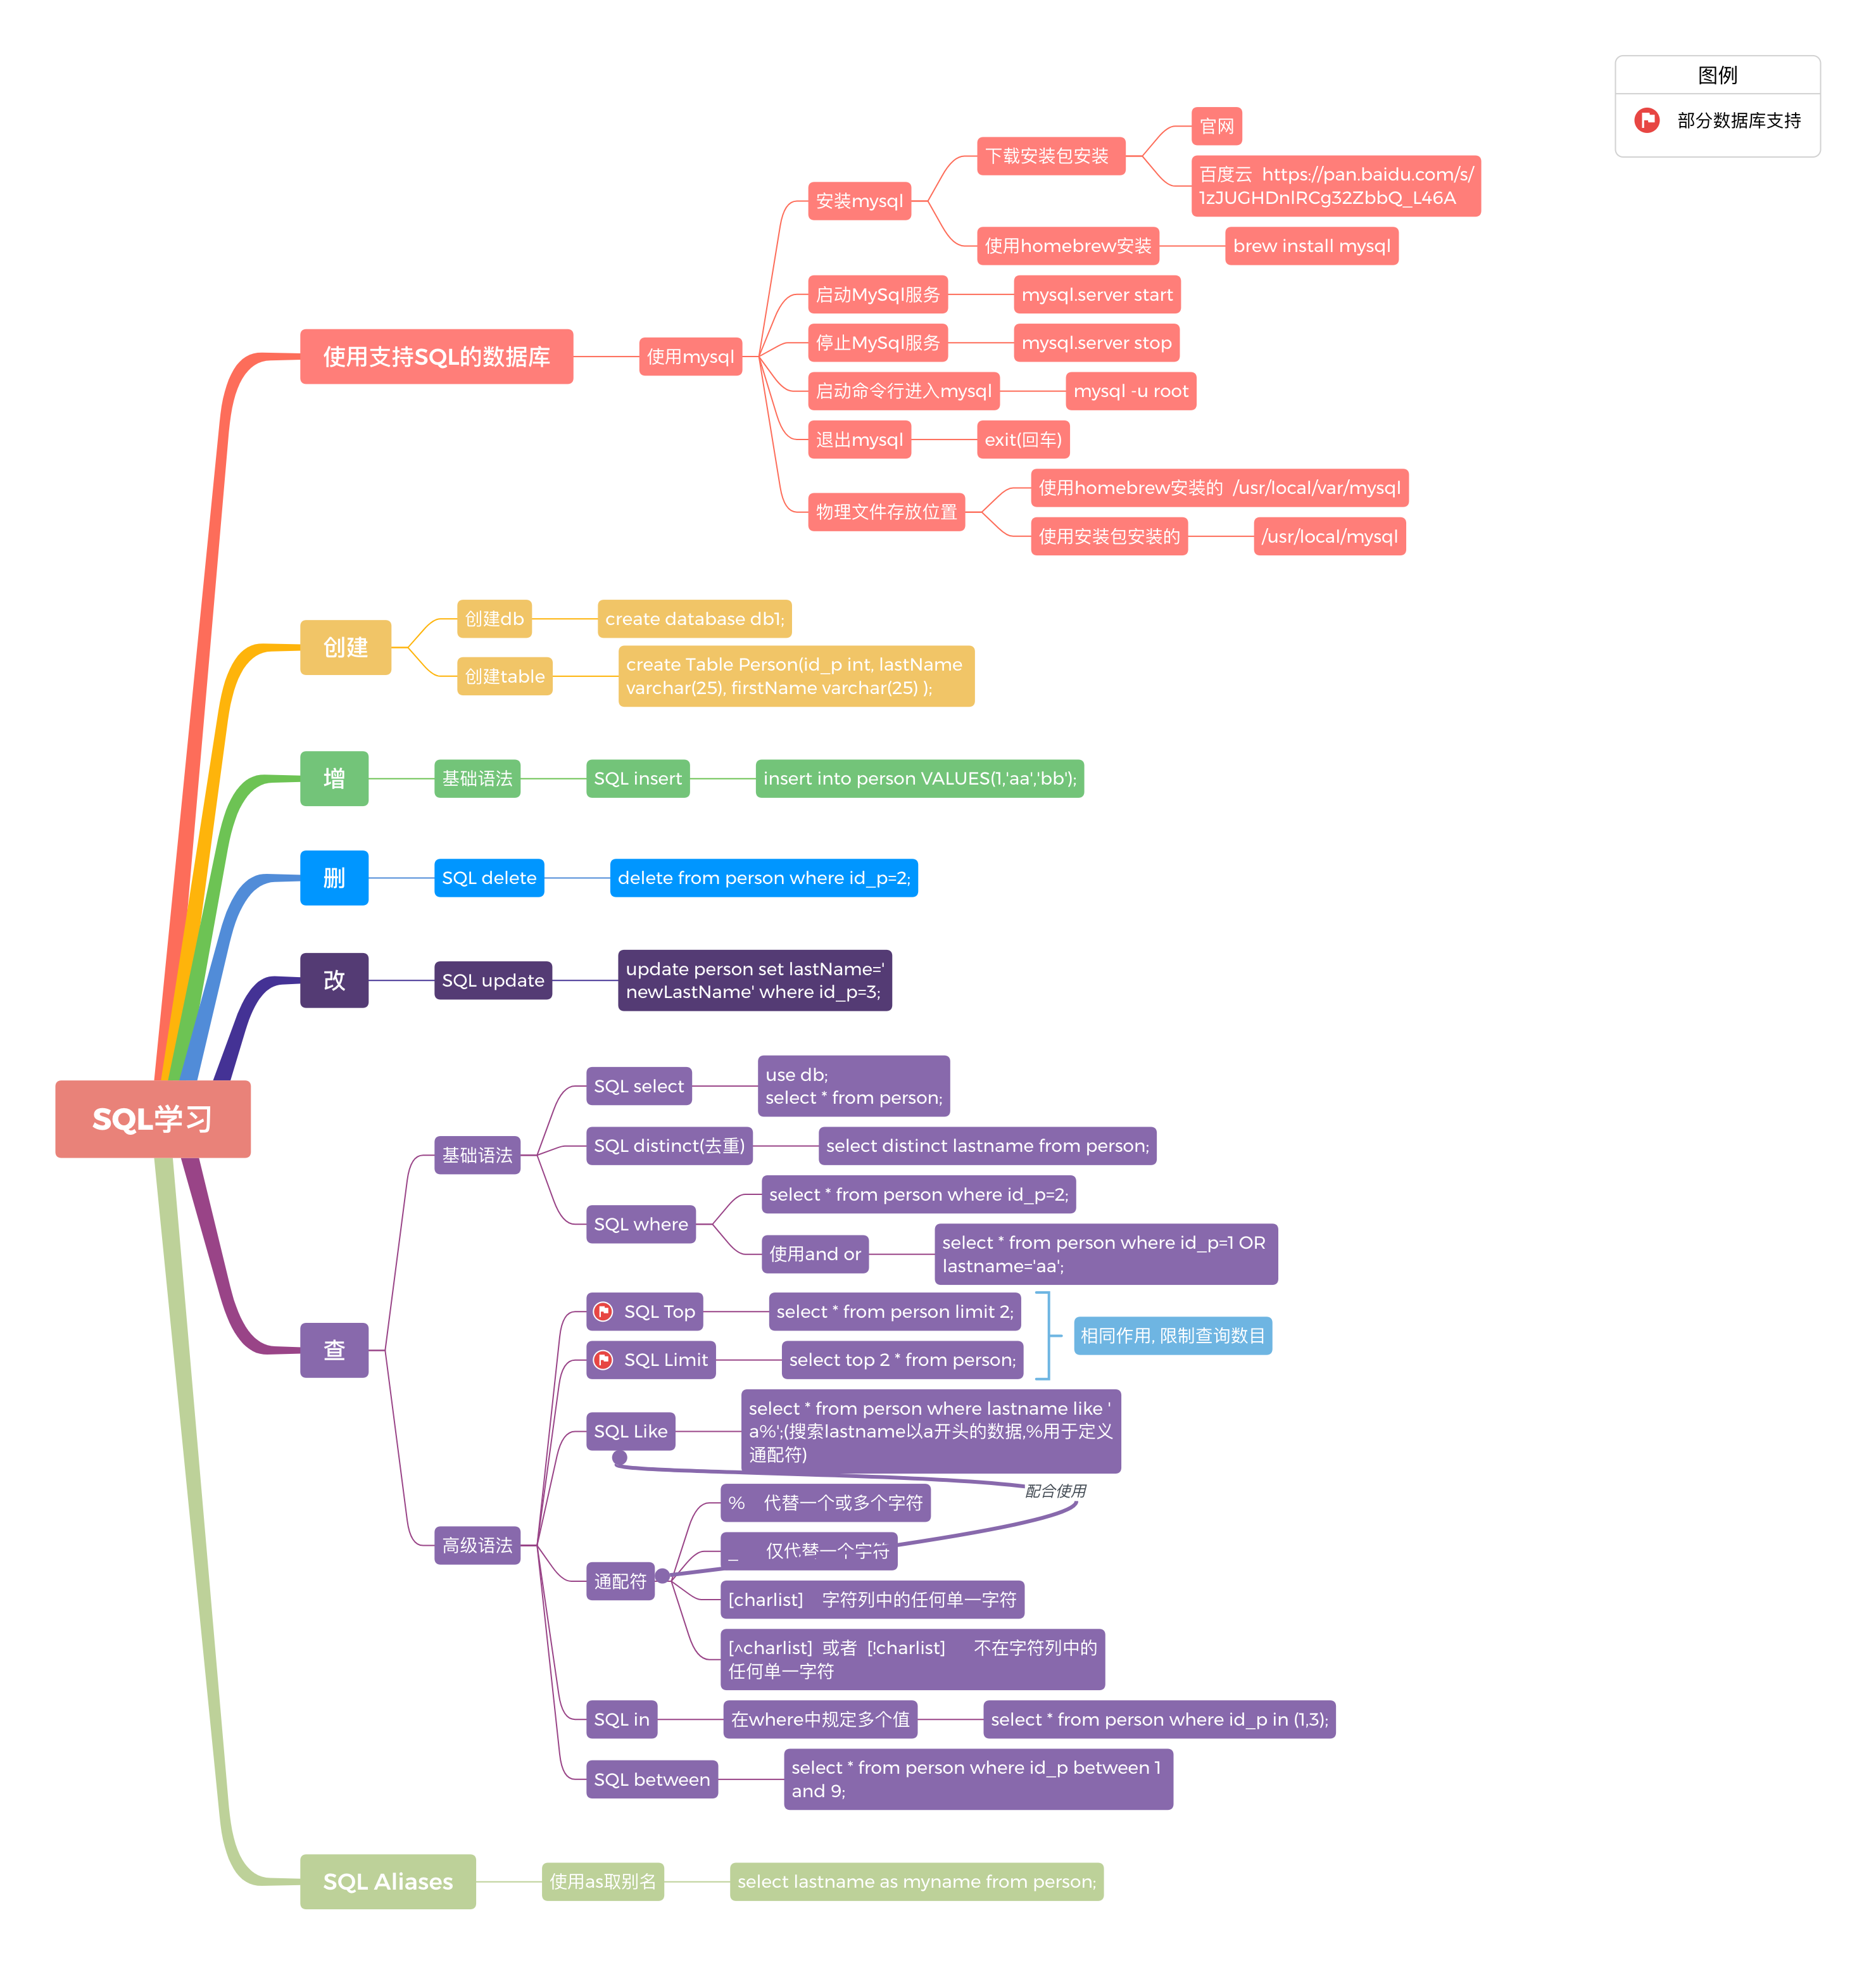 图例
部分数据库支持
SQL学习
使用支持SQL的数据库
使用mysql
安装mysql
下载安装包安装
官网
百度云  https://pan.baidu.com/s/
1zJUGHDnlRCg32ZbbQ_L46A
使用homebrew安装
brew install mysql
启动MySql服务
mysql.server start
停止MySql服务
mysql.server stop
启动命令行进入mysql
mysql -u root
退出mysql
exit(回车)
物理文件存放位置
使用homebrew安装的  /usr/local/var/mysql
使用安装包安装的
/usr/local/mysql
创建
创建db
create database db1;
创建table
create Table Person(id_p int, lastName
varchar(25), firstName varchar(25) );
增
基础语法
SQL insert
insert into person VALUES(1,'aa','bb');
删
SQL delete
delete from person where id_p=2;
改
SQL update
update person set lastName='
newLastName' where id_p=3;
查
基础语法
SQL select
use db;
select * from person;
SQL distinct(去重)
select distinct lastname from person;
SQL where
select * from person where id_p=2;
使用and or
select * from person where id_p=1 OR
lastname='aa';
高级语法
SQL Top
select * from person limit 2;
SQL Limit
select top 2 * from person;
相同作用, 限制查询数目
SQL Like
select * from person where lastname like '
a%';(搜索lastname以a开头的数据,%用于定义
通配符)
配合使用
通配符
%    代替一个或多个字符
_      仅代替一个字符
[charlist]    字符列中的任何单一字符
[^charlist]  或者  [!charlist]      不在字符列中的
任何单一字符
SQL in
在where中规定多个值
select * from person where id_p in (1,3);
SQL between
select * from person where id_p between 1
and 9;
SQL Aliases
使用as取别名
select lastname as myname from person;